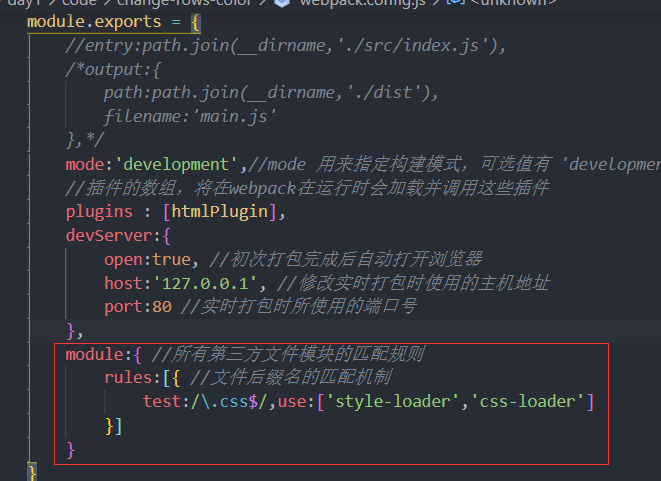 day1 > code > change-rows-color > webpack.config.js > <unknown>
module.exports = {
//entry:path.join(__dirname,'./src/index.js'),
/*output:{
path:path.join(__dirname,'./dist'),
filename:'main.js'
},*/
mode:'development',//mode 用来指定构建模式，可选值有 'developmen
//插件的数组，将在webpack在运行时会加载并调用这些插件
plugins : [htmlPlugin],
devServer:{
open:true, //初次打包完成后自动打开浏览器
host:'127.0.0.1', //修改实时打包时使用的主机地址
port:80 //实时打包时所使用的端口号
},
module:{ //所有第三方文件模块的匹配规则
rules:[{ //文件后缀名的匹配机制
test:/\.css$/,use:['style-loader','css-loader']
}]
}
}